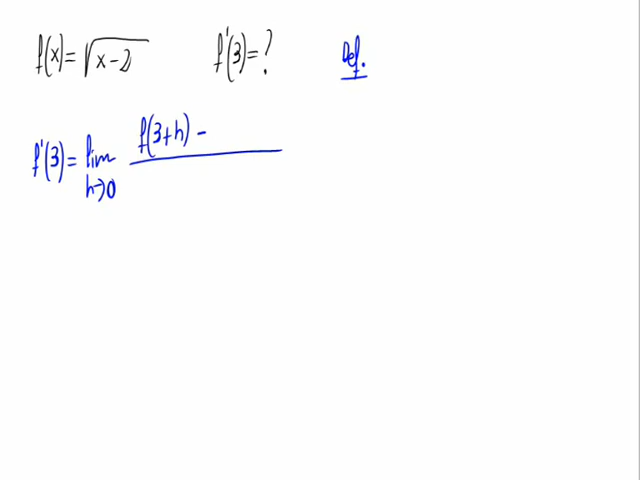 f(x)=√x-2 f'(3)=? Def.
f'(3)= lim h→0 f(3+h) -